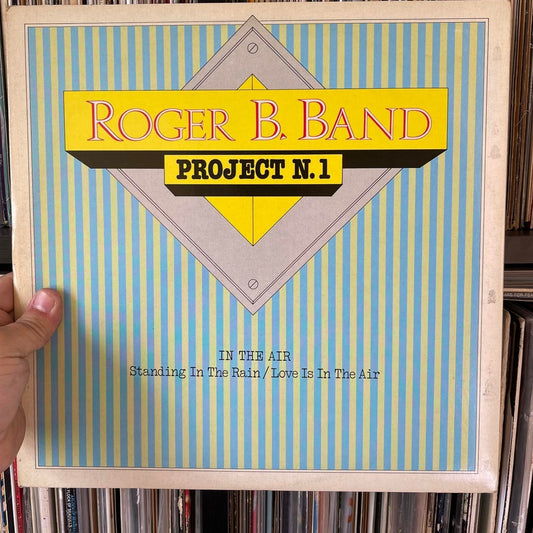 ROGER B. BAND
PROJECT N.1
IN THE AIR
Standing In The Rain/Love Is In The Air